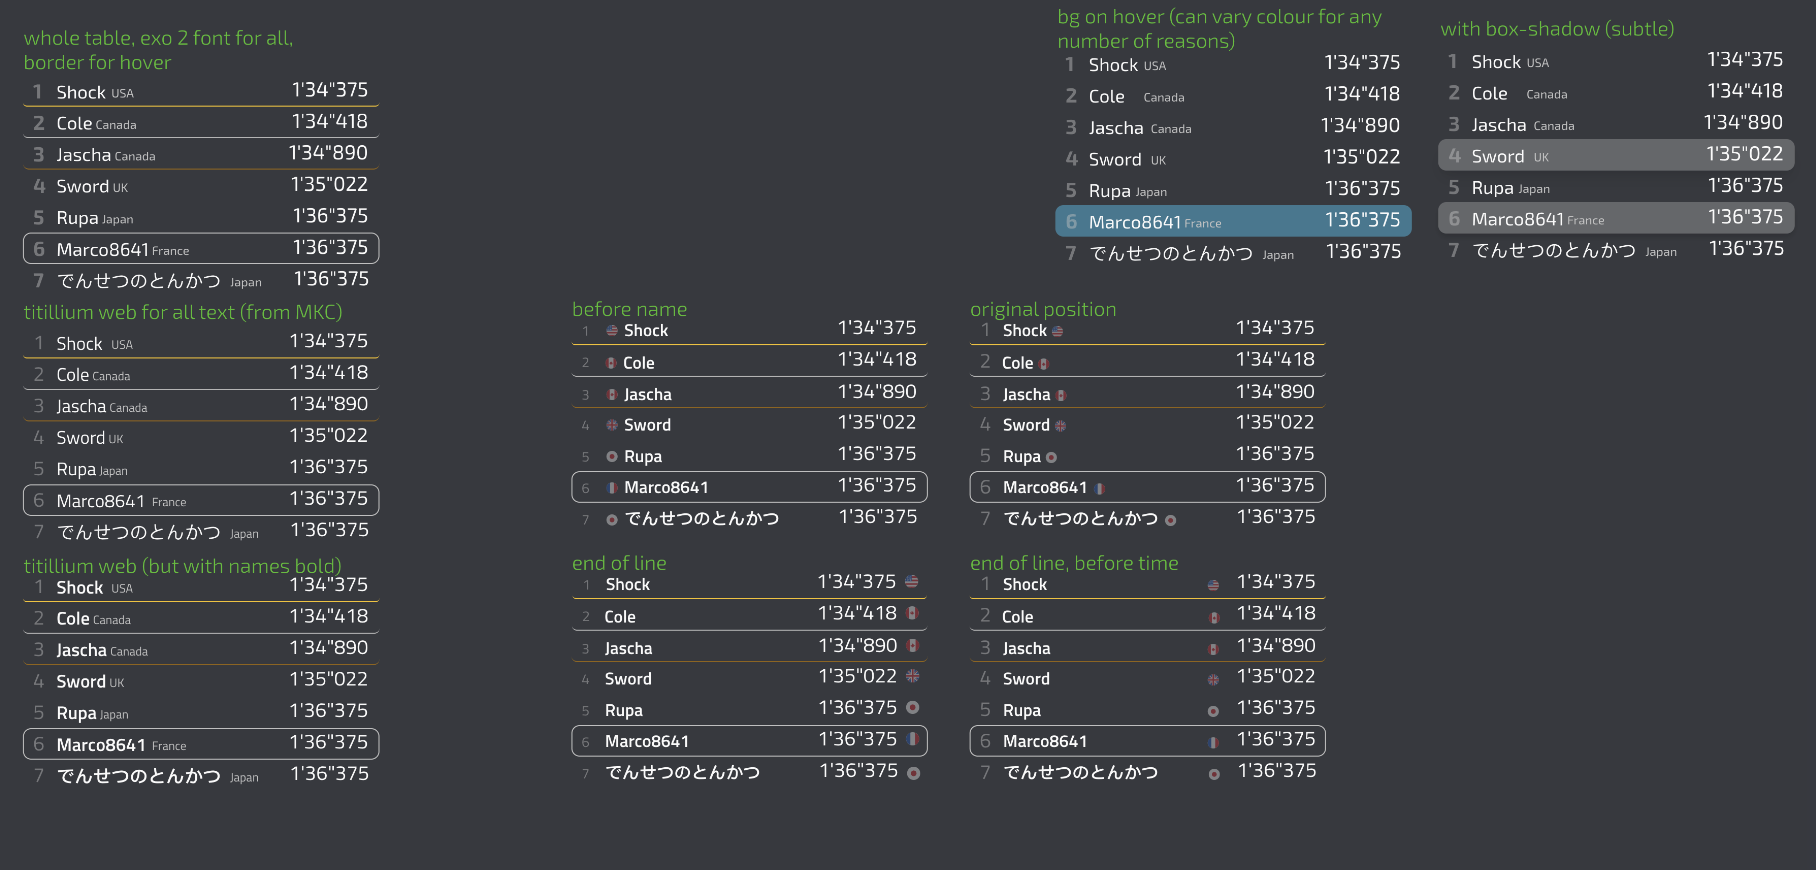 whole table, exo 2 font for all,
border for hover
1 Shock USA 1'34"375
2 Cole Canada 1'34"418
3 Jascha Canada 1'34"890
4 Sword UK 1'35"022
5 Rupa Japan 1'36"375
6 Marco8641 France 1'36"375
7 でんせつのとんかつ Japan 1'36"375
titillium web for all text (from MKC)
1 Shock USA 1'34"375
2 Cole Canada 1'34"418
3 Jascha Canada 1'34"890
4 Sword UK 1'35"022
5 Rupa Japan 1'36"375
6 Marco8641 France 1'36"375
7 でんせつのとんかつ Japan 1'36"375
titillium web (but with names bold)
1 Shock USA 1'34"375
2 Cole Canada 1'34"418
3 Jascha Canada 1'34"890
4 Sword UK 1'35"022
5 Rupa Japan 1'36"375
6 Marco8641 France 1'36"375
7 でんせつのとんかつ Japan 1'36"375
bg on hover (can vary colour for any
number of reasons)
1 Shock USA 1'34"375
2 Cole Canada 1'34"418
3 Jascha Canada 1'34"890
4 Sword UK 1'35"022
5 Rupa Japan 1'36"375
6 Marco8641 France 1'36"375
7 でんせつのとんかつ Japan 1'36"375
with box-shadow (subtle)
1 Shock USA 1'34"375
2 Cole Canada 1'34"418
3 Jascha Canada 1'34"890
4 Sword UK 1'35"022
5 Rupa Japan 1'36"375
6 Marco8641 France 1'36"375
7 でんせつのとんかつ Japan 1'36"375
before name
1 Shock 1'34"375
2 Cole 1'34"418
3 Jascha 1'34"890
4 Sword 1'35"022
5 Rupa 1'36"375
6 Marco8641 1'36"375
7 でんせつのとんかつ 1'36"375
original position
1 Shock 1'34"375
2 Cole 1'34"418
3 Jascha 1'34"890
4 Sword 1'35"022
5 Rupa 1'36"375
6 Marco8641 1'36"375
7 でんせつのとんかつ 1'36"375
end of line
1 Shock 1'34"375
2 Cole 1'34"418
3 Jascha 1'34"890
4 Sword 1'35"022
5 Rupa 1'36"375
6 Marco8641 1'36"375
7 でんせつのとんかつ 1'36"375
end of line, before time
1 Shock 1'34"375
2 Cole 1'34"418
3 Jascha 1'34"890
4 Sword 1'35"022
5 Rupa 1'36"375
6 Marco8641 1'36"375
7 でんせつのとんかつ 1'36"375